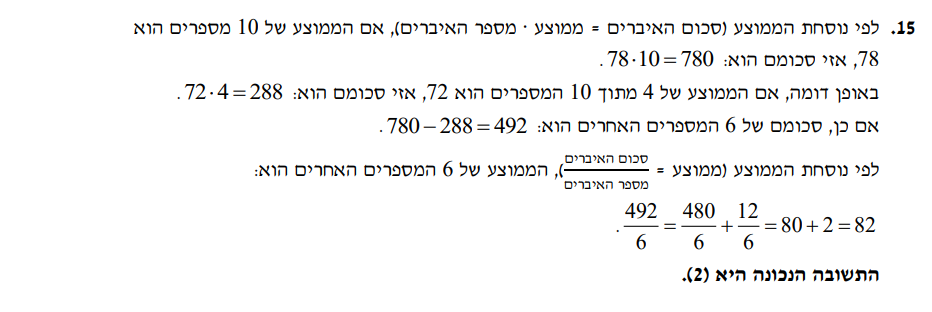 15. לפי נוסחת הממוצע (סכום האיברים = ממוצע · מספר האיברים), אם הממוצע של 10 מספרים הוא
78, אזי סכומם הוא: 78·10 = 780 .
באופן דומה, אם הממוצע של 4 מתוך 10 המספרים הוא 72, אזי סכומם הוא: 72·4 = 288 .
אם כן, סכומם של 6 המספרים האחרים הוא: 780 – 288 = 492 .
לפי נוסחת הממוצע (ממוצע = סכום האיברים/מספר האיברים), הממוצע של 6 המספרים האחרים הוא:
492/6 = 480/6 + 12/6 = 80 + 2 = 82 .
התשובה הנכונה היא (2).